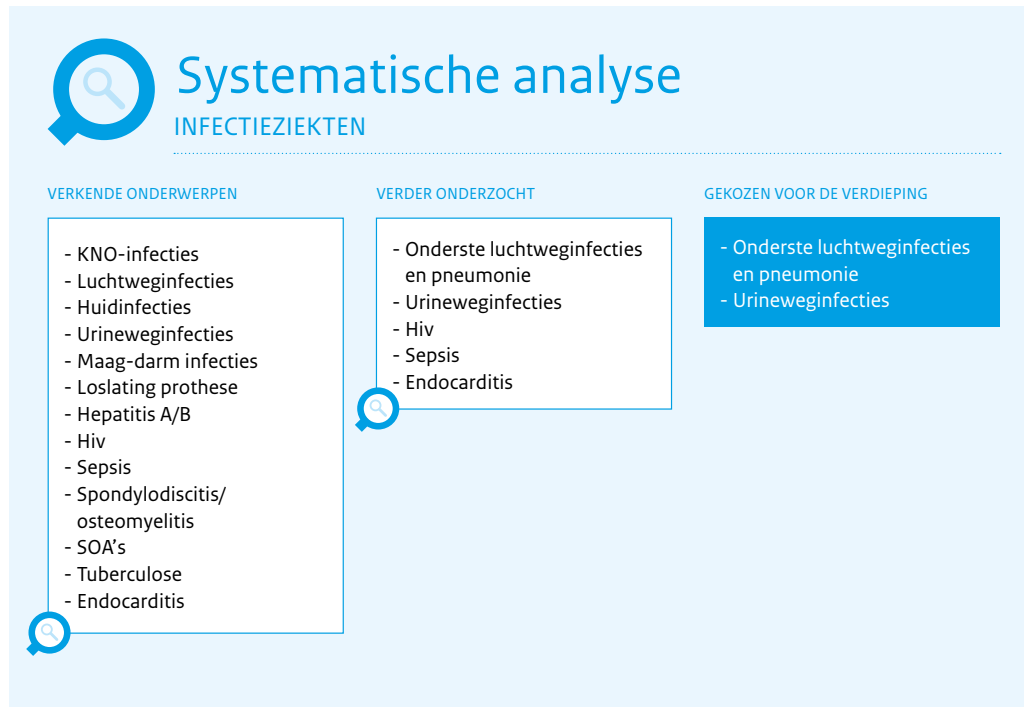 Systematische analyse
INFECTIEZIEKTEN
VERKENDE ONDERWERPEN
- KNO-infecties
- Luchtweginfecties
- Huidinfecties
- Urineweginfecties
- Maag-darm infecties
- Loslating prothese
- Hepatitis A/B
- Hiv
- Sepsis
- Spondylodiscitis/
osteomyelitis
- SOA’s
- Tuberculose
- Endocarditis
VERDER ONDERZOCHT
- Onderste luchtweginfecties
en pneumonie
- Urineweginfecties
- Hiv
- Sepsis
- Endocarditis
GEKOZEN VOOR DE VERDIEPING
- Onderste luchtweginfecties
en pneumonie
- Urineweginfecties